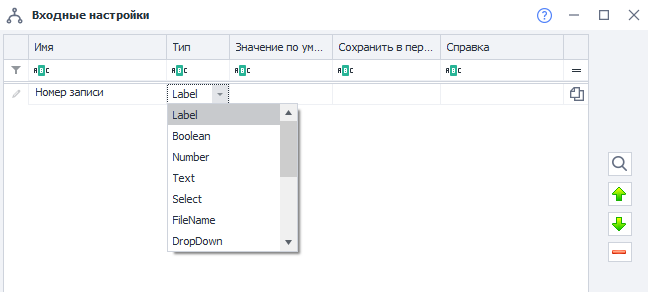 Входные настройки
Имя Тип Значение по ум... Сохранить в пер... Справка
ABC ABC ABC ABC ABC
Номер записи Label
Label
Boolean
Number
Text
Select
FileName
DropDown